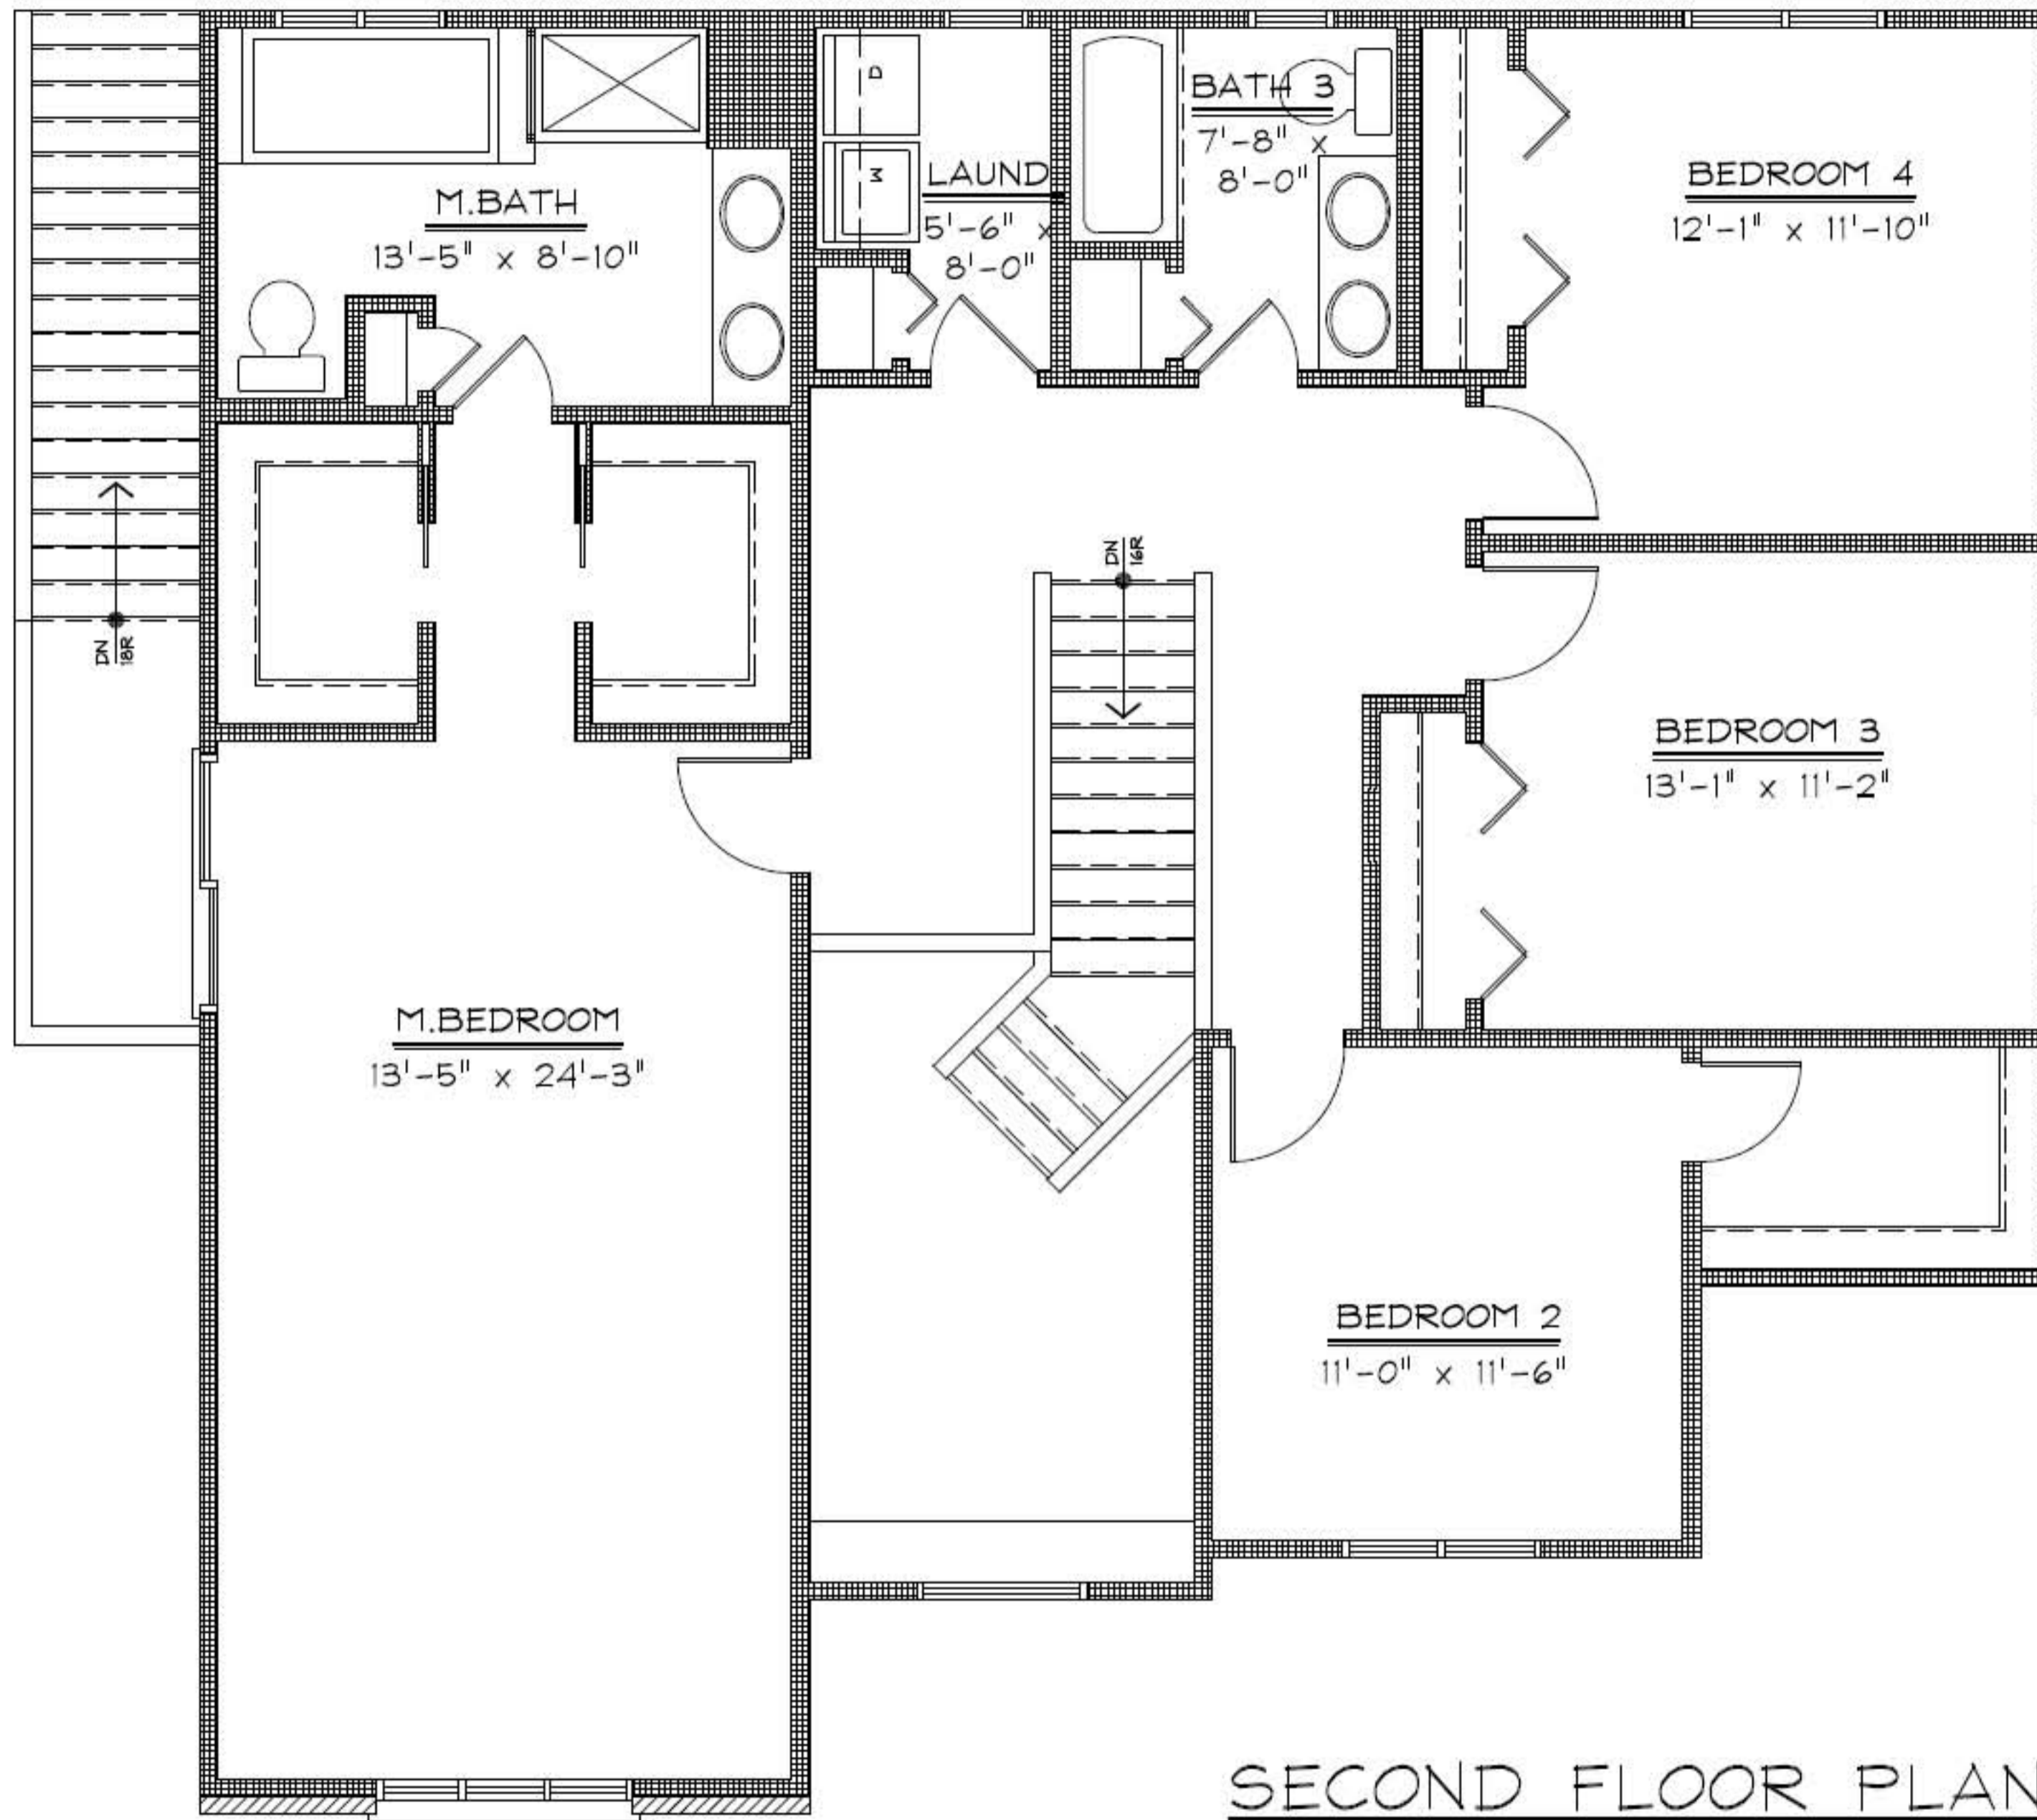 D
BATH 3
7'-8" x
8'-0"
W
LAUND
5'-6" x
8'-0"
M.BATH
13'-5" x 8'-10"
BEDROOM 4
12'-1" x 11'-10"
DN
16R
DN
18R
BEDROOM 3
13'-1" x 11'-2"
M.BEDROOM
13'-5" x 24'-3"
BEDROOM 2
11'-0" x 11'-6"
SECOND FLOOR PLAN